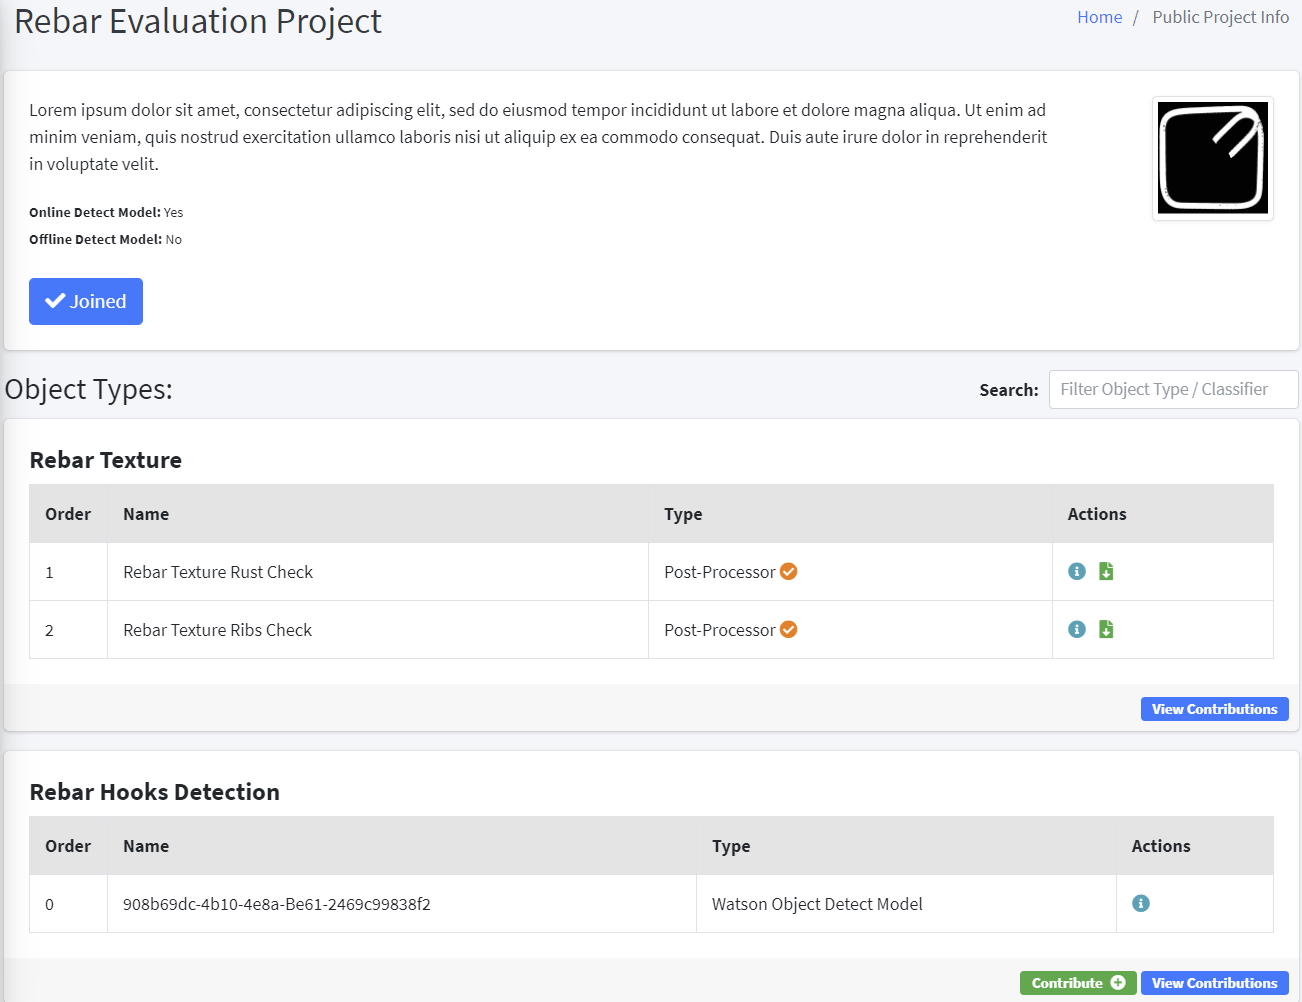 Rebar Evaluation Project
Home / Public Project Info
Lorem ipsum dolor sit amet, consectetur adipiscing elit, sed do eiusmod tempor incididunt ut labore et dolore magna aliqua. Ut enim ad
minim veniam, quis nostrud exercitation ullamco laboris nisi ut aliquip ex ea commodo consequat. Duis aute irure dolor in reprehenderit
in voluptate velit.
Online Detect Model: Yes
Offline Detect Model: No
Joined
Object Types:
Search: Filter Object Type / Classifier
Rebar Texture
Order Name Type Actions
1 Rebar Texture Rust Check Post-Processor
2 Rebar Texture Ribs Check Post-Processor
View Contributions
Rebar Hooks Detection
Order Name Type Actions
0 908b69dc-4b10-4e8a-Be61-2469c99838f2 Watson Object Detect Model
Contribute View Contributions